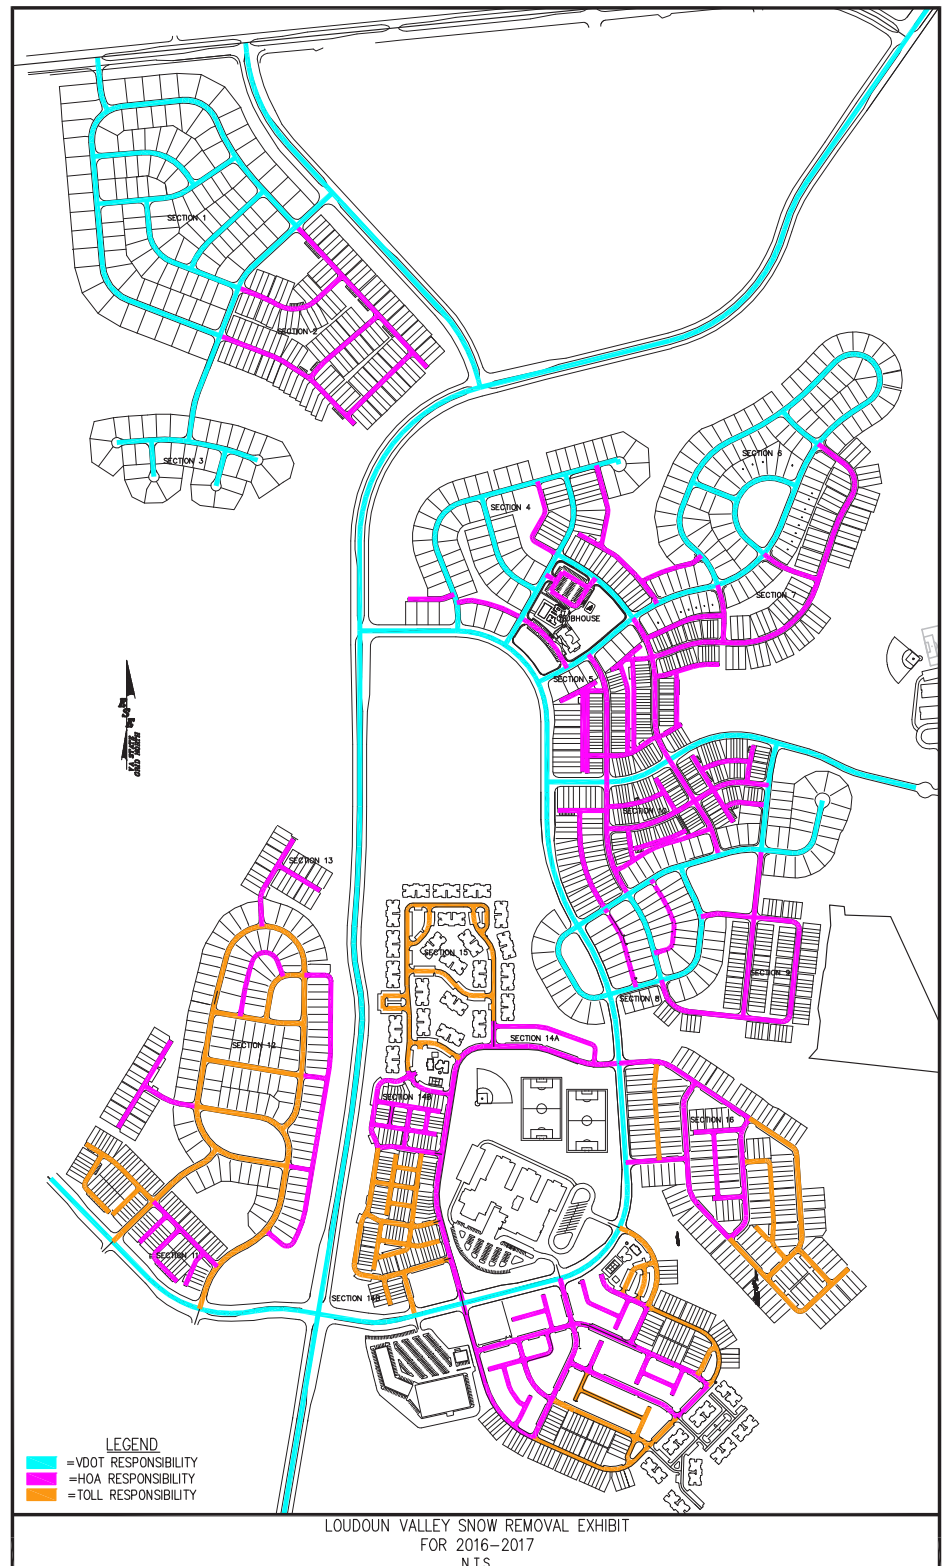 SECTION 1
SECTION 2
SECTION 3
SECTION 6
SECTION 4
SECTION 7
CLUBHOUSE
SECTION 5
SECTION 10
SECTION 13
SECTION 15
SECTION 9
SECTION 8
SECTION 14A
SECTION 12
SECTION 14B
SECTION 16
SECTION 11
SECTION 14B
LEGEND
=VDOT RESPONSIBILITY
=HOA RESPONSIBILITY
=TOLL RESPONSIBILITY
LOUDOUN VALLEY SNOW REMOVAL EXHIBIT
FOR 2016-2017
N.T.S.